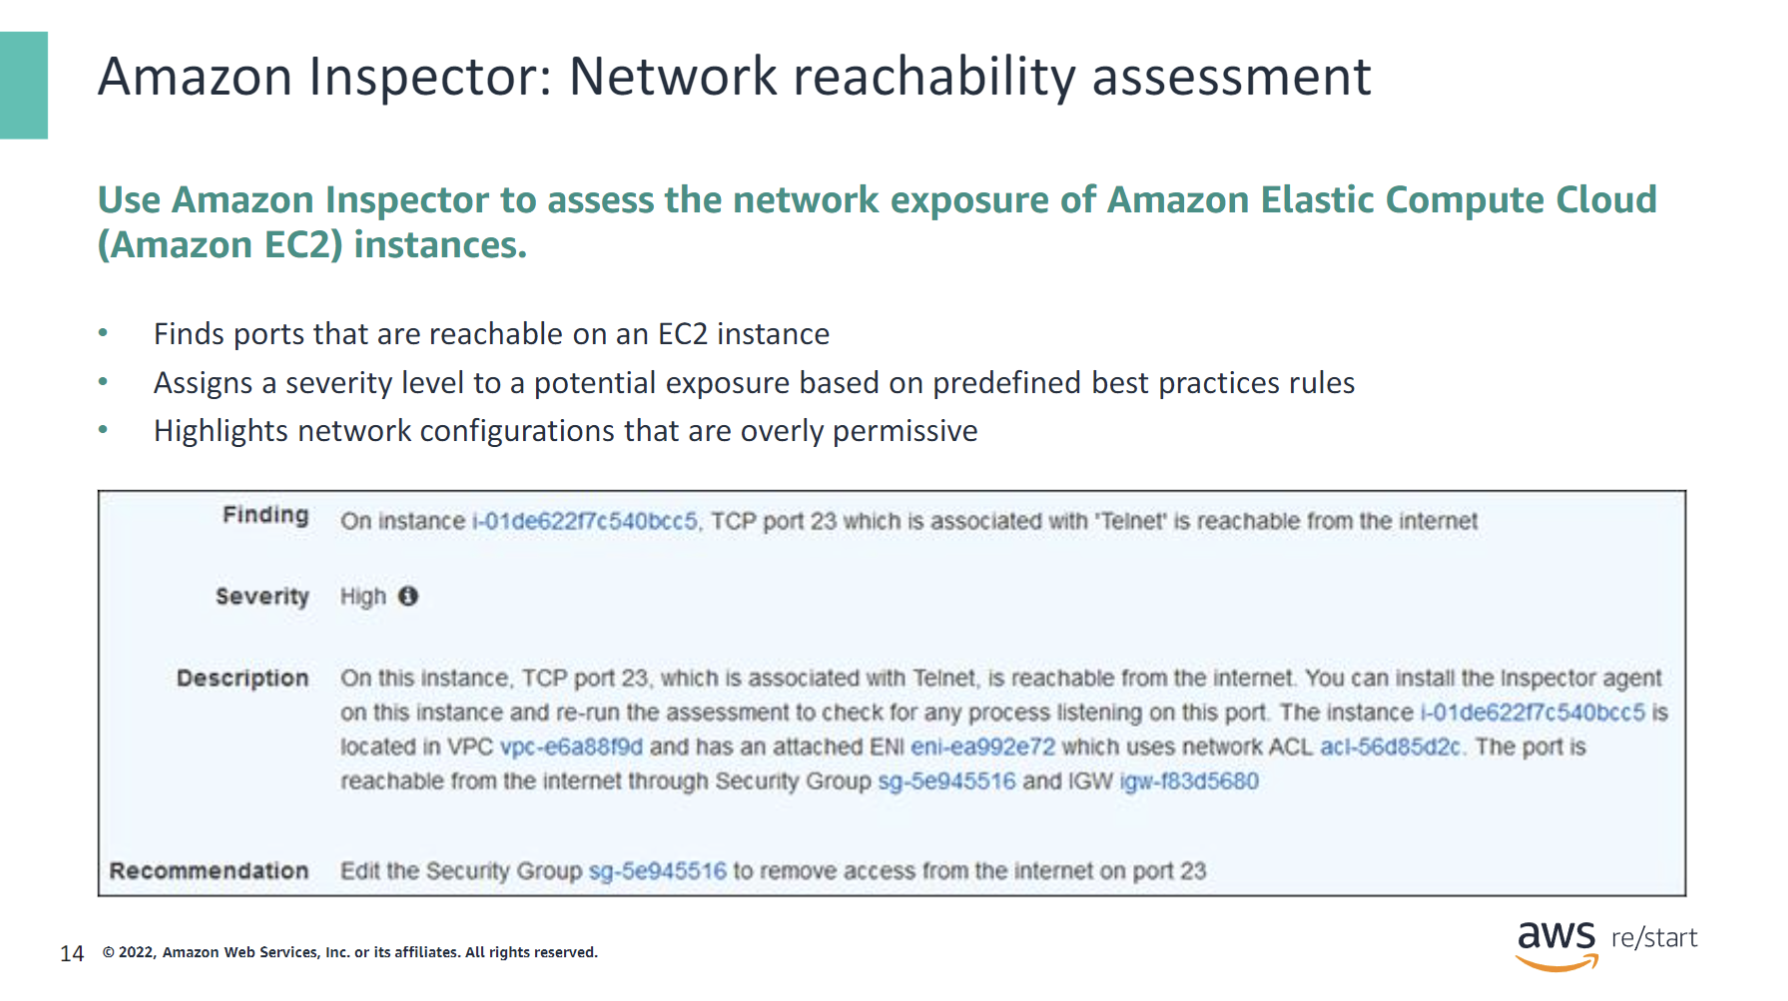 Amazon Inspector: Network reachability assessment
Use Amazon Inspector to assess the network exposure of Amazon Elastic Compute Cloud
(Amazon EC2) instances.
• Finds ports that are reachable on an EC2 instance
• Assigns a severity level to a potential exposure based on predefined best practices rules
• Highlights network configurations that are overly permissive
Finding On instance i-01de622f7c540bcc5, TCP port 23 which is associated with 'Telnet' is reachable from the internet
Severity High
Description On this instance, TCP port 23, which is associated with Telnet, is reachable from the internet. You can install the Inspector agent
on this instance and re-run the assessment to check for any process listening on this port. The instance i-01de622f7c540bcc5 is
located in VPC vpc-e6a88f9d and has an attached ENI eni-ea992e72 which uses network ACL acl-56d85d2c. The port is
reachable from the internet through Security Group sg-5e945516 and IGW igw-f83d5680
Recommendation Edit the Security Group sg-5e945516 to remove access from the internet on port 23
14 © 2022, Amazon Web Services, Inc. or its affiliates. All rights reserved.
aws re/start